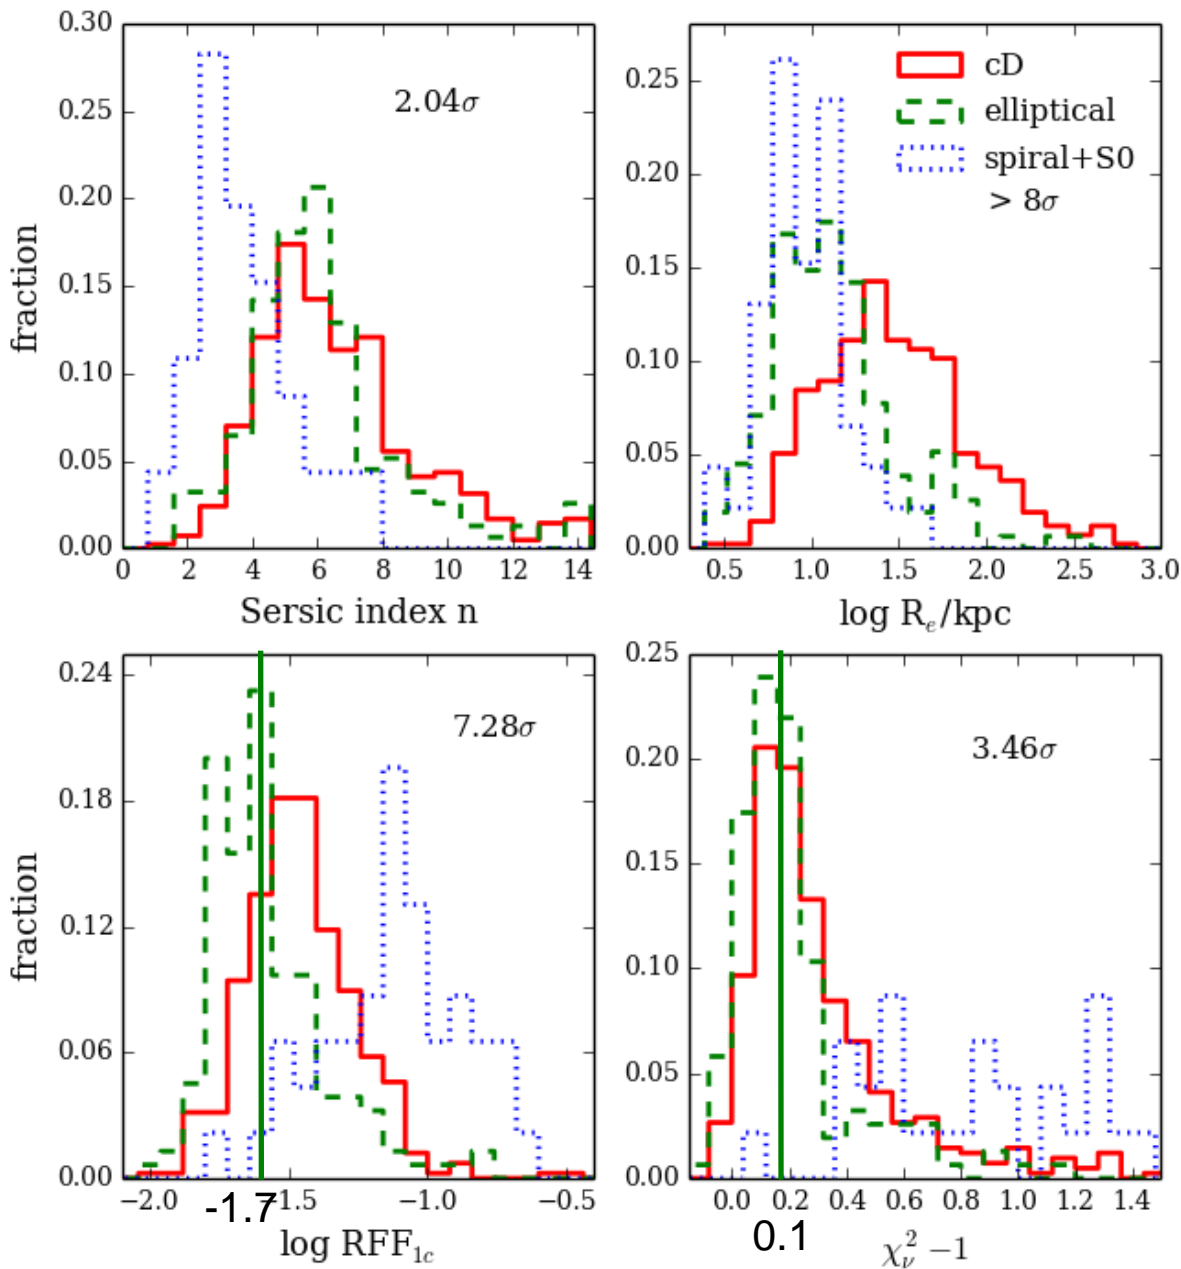 0.30
0.25
0.20
0.15
0.10
0.05
0.00
fraction
2.04σ
0 2 4 6 8 10 12 14
Sersic index n
0.25
0.20
0.15
0.10
0.05
0.00
cD
elliptical
spiral+S0
> 8σ
0.5 1.0 1.5 2.0 2.5 3.0
log Rₑ/kpc
0.24
0.18
0.12
0.06
0.00
fraction
7.28σ
−2.0 −1.5 −1.0 −0.5
-1.7
log RFF₁c
0.25
0.20
0.15
0.10
0.05
0.00
3.46σ
0.0 0.2 0.4 0.6 0.8 1.0 1.2 1.4
0.1
χ²ᵥ −1